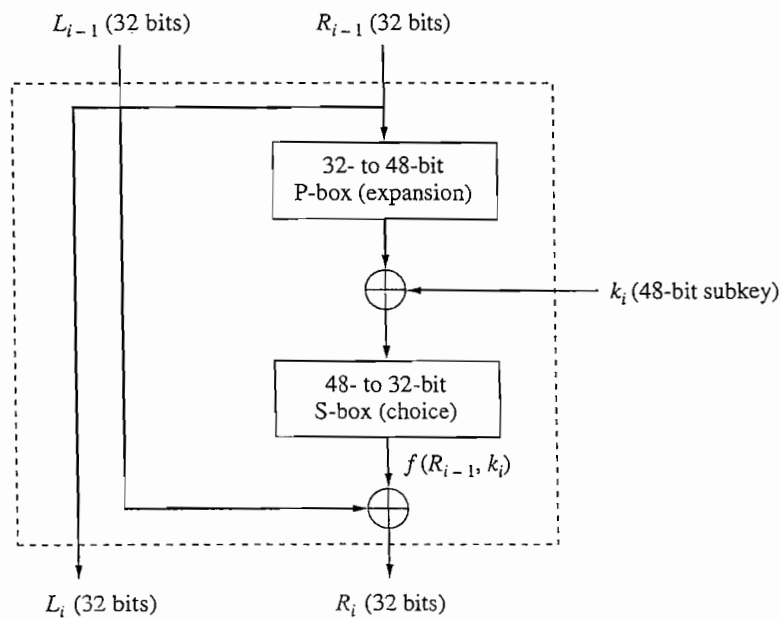 L_{i-1} (32 bits)
R_{i-1} (32 bits)
32- to 48-bit
P-box (expansion)
k_i (48-bit subkey)
48- to 32-bit
S-box (choice)
f(R_{i-1}, k_i)
L_i (32 bits)
R_i (32 bits)